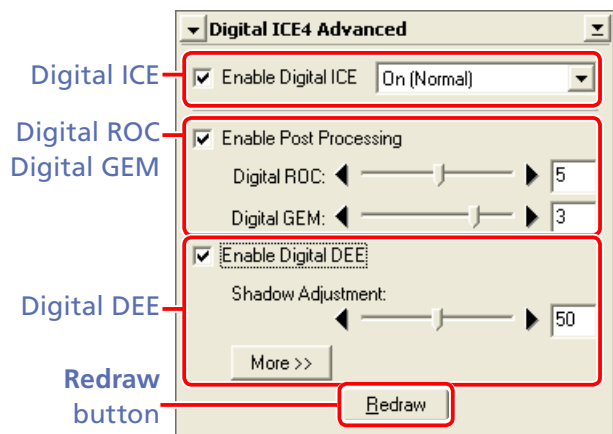 Digital ICE4 Advanced
Digital ICE
Enable Digital ICE On (Normal)
Digital ROC
Digital GEM
Enable Post Processing
Digital ROC: 5
Digital GEM: 3
Enable Digital DEE
Digital DEE
Shadow Adjustment:
50
More >>
Redraw
button
Redraw